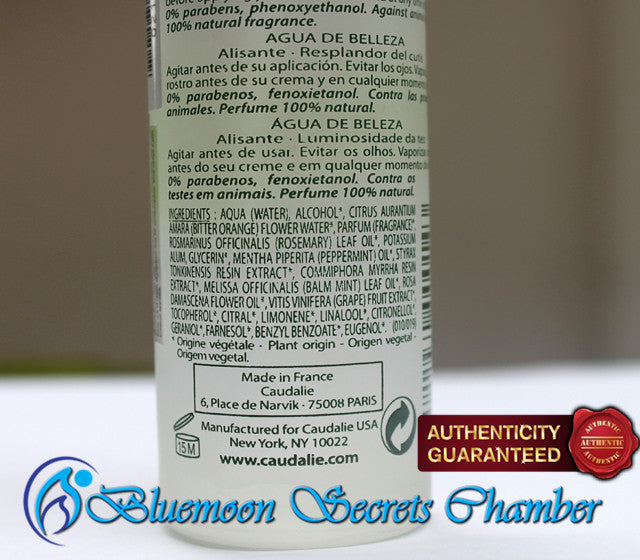 0% parabens, phenoxyethanol. Against
100% natural fragrance.
AGUA DE BELLEZA
Alisante · Resplandor del cutis
Agitar antes de su aplicación. Evitar los ojos.
rostro antes de su crema y en cualquier momento
0% parabenos, fenoxietanol. Contra las
animales. Perfume 100% natural.
ÁGUA DE BELEZA
Alisante · Luminosidade da
Agitar antes de usar. Evitar os olhos. Vaporizar
antes do seu creme e em qualquer momento
0% parabenos, fenoxietanol. Contra os
testes em animais. Perfume 100% natural.
INGREDIENTS : AQUA (WATER), ALCOHOL*, CITRUS AURANTIUM
AMARA (BITTER ORANGE) FLOWER WATER*, PARFUM (FRAGRANCE)*,
ROSMARINUS OFFICINALIS (ROSEMARY) LEAF OIL*, POTASSIUM
ALUM, GLYCERIN*, MENTHA PIPERITA (PEPPERMINT) OIL*, STYRAX
TONKINENSIS RESIN EXTRACT*, COMMIPHORA MYRRHA RESIN
EXTRACT*, MELISSA OFFICINALIS (BALM MINT) LEAF OIL*, ROSA
DAMASCENA FLOWER OIL*, VITIS VINIFERA (GRAPE) FRUIT EXTRACT*,
TOCOPHEROL*, CITRAL*, LIMONENE*, LINALOOL*, CITRONELLOL*,
GERANIOL*, FARNESOL*, BENZYL BENZOATE*, EUGENOL*. (010/019)
* Origine végétale - Plant origin - Origen vegetal -
Origem vegetal.
Made in France
Caudalie
6, Place de Narvik · 75008 PARIS
Manufactured for Caudalie USA
New York, NY 10022
15 M
www.caudalie.com
AUTHENTICITY
GUARANTEED
AUTHENTIC
AUTHENTIC
AUTHENTIC
Bluemoon Secrets Chamber